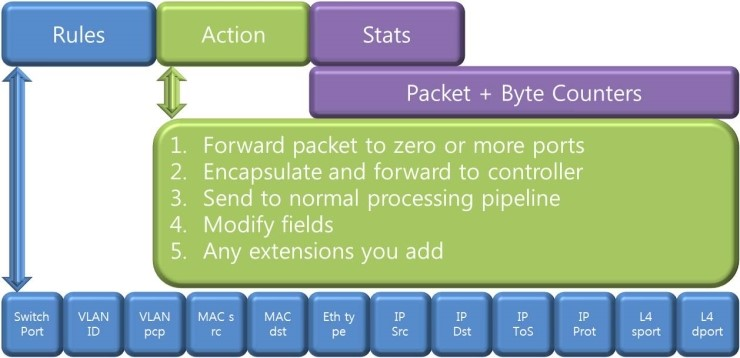 Rules Action Stats
Packet + Byte Counters
1. Forward packet to zero or more ports
2. Encapsulate and forward to controller
3. Send to normal processing pipeline
4. Modify fields
5. Any extensions you add
Switch Port
VLAN ID
VLAN pcp
MAC s rc
MAC dst
Eth ty pe
IP Src
IP Dst
IP ToS
IP Prot
L4 sport
L4 dport